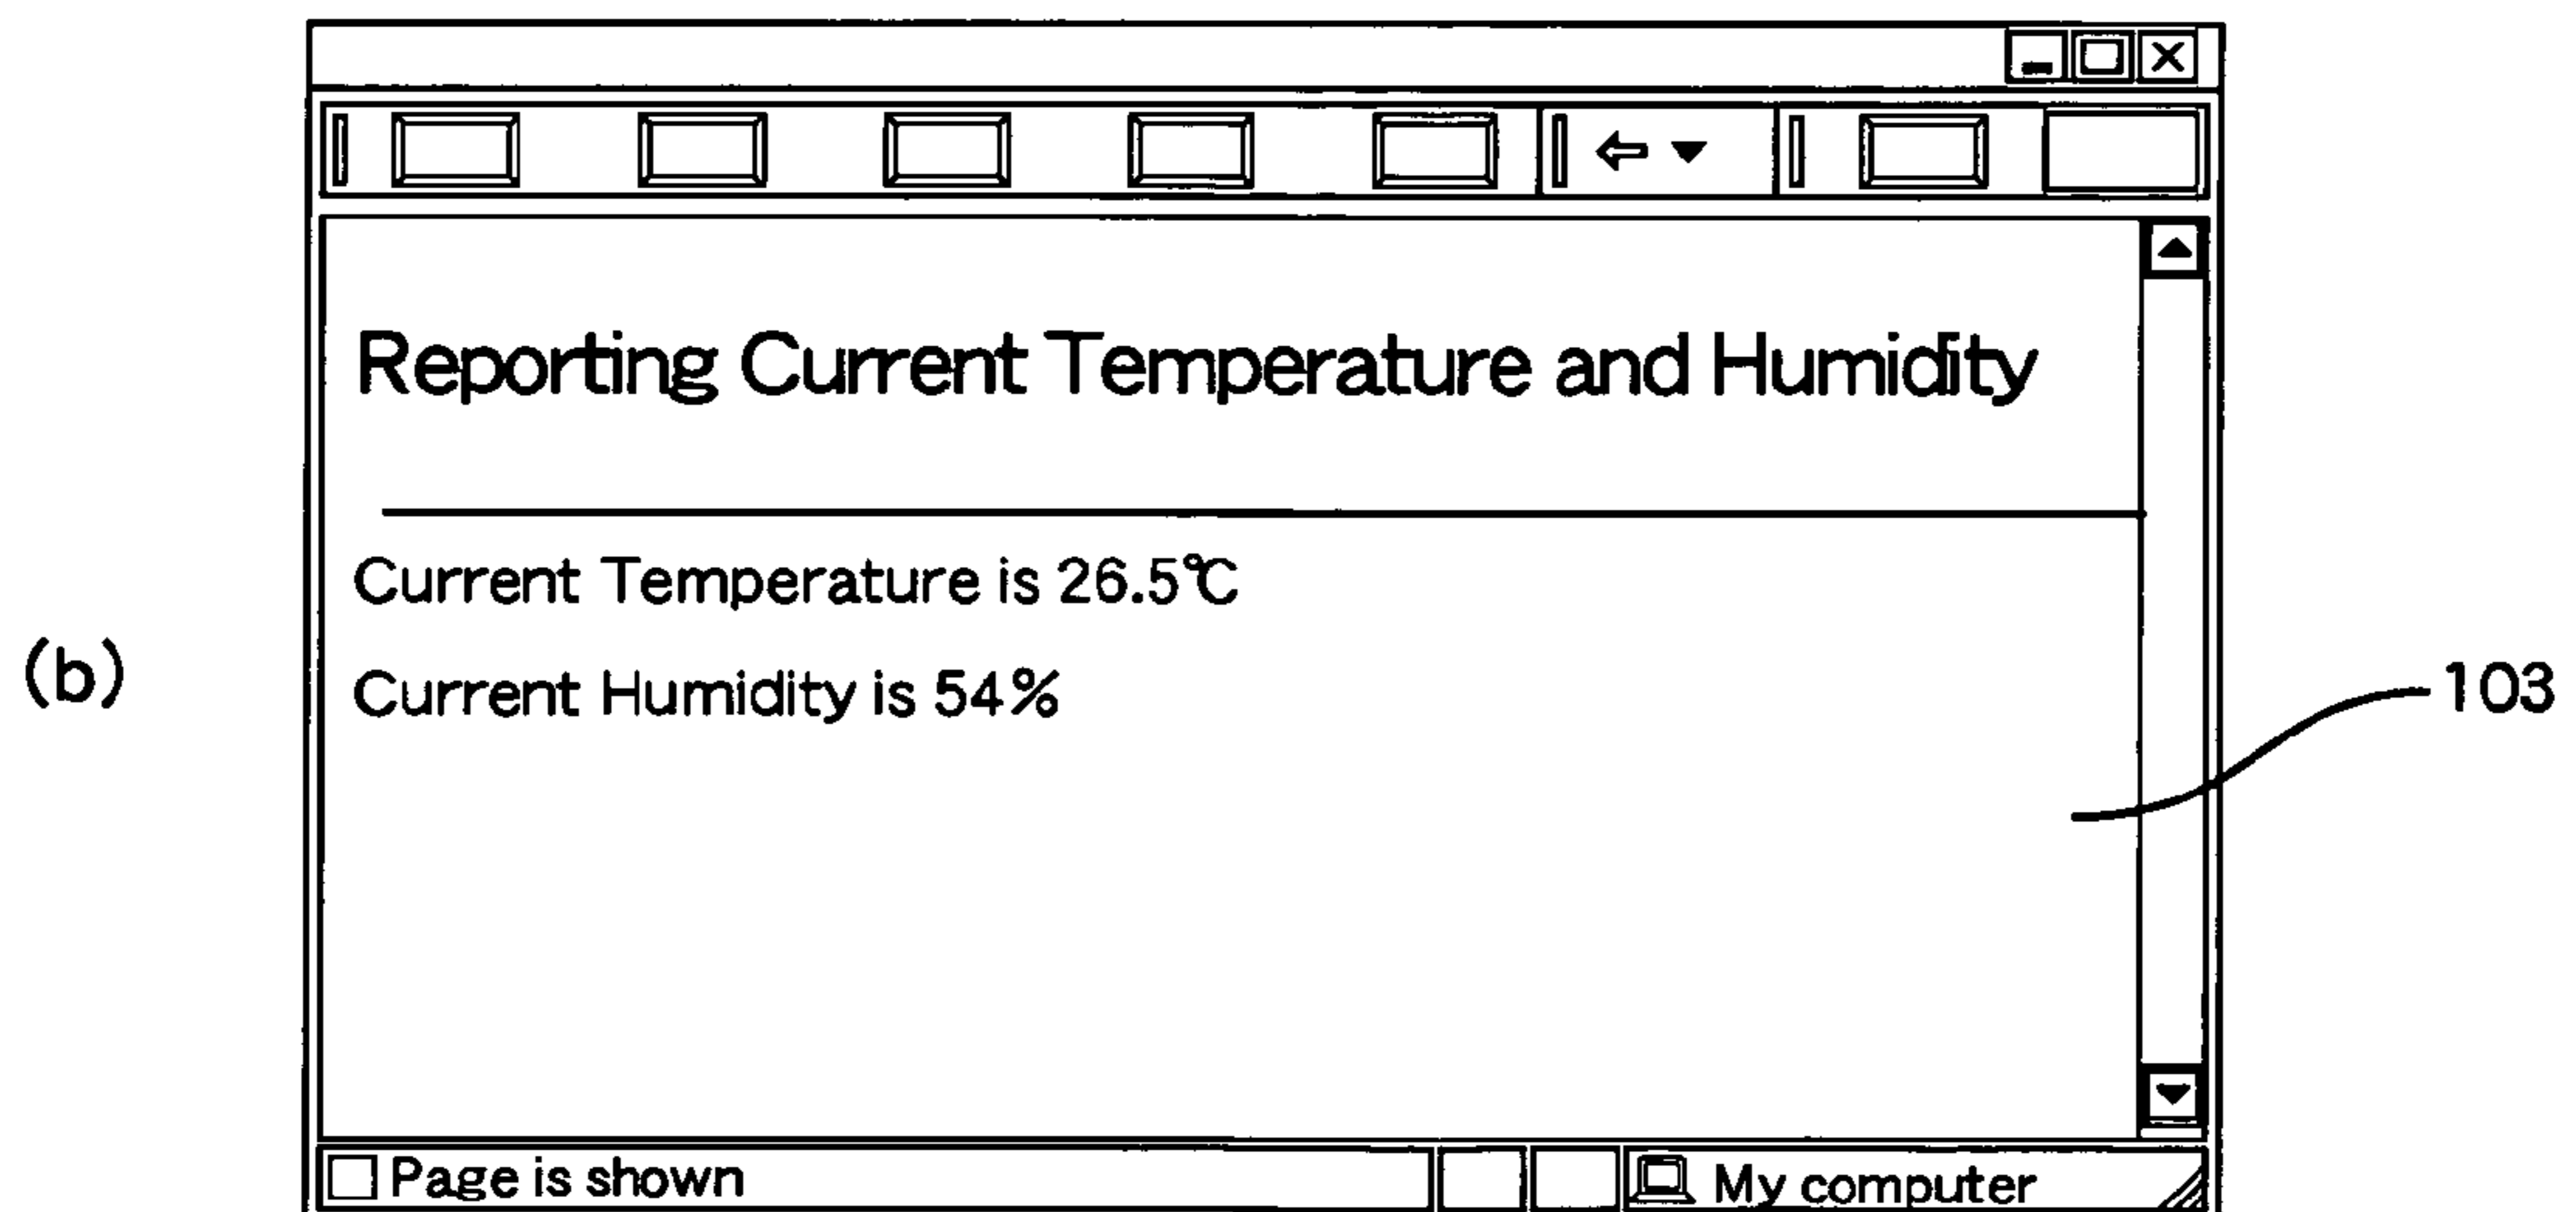 Reporting Current Temperature and Humidity
Current Temperature is 26.5℃
Current Humidity is 54%
(b)
103
Page is shown
My computer